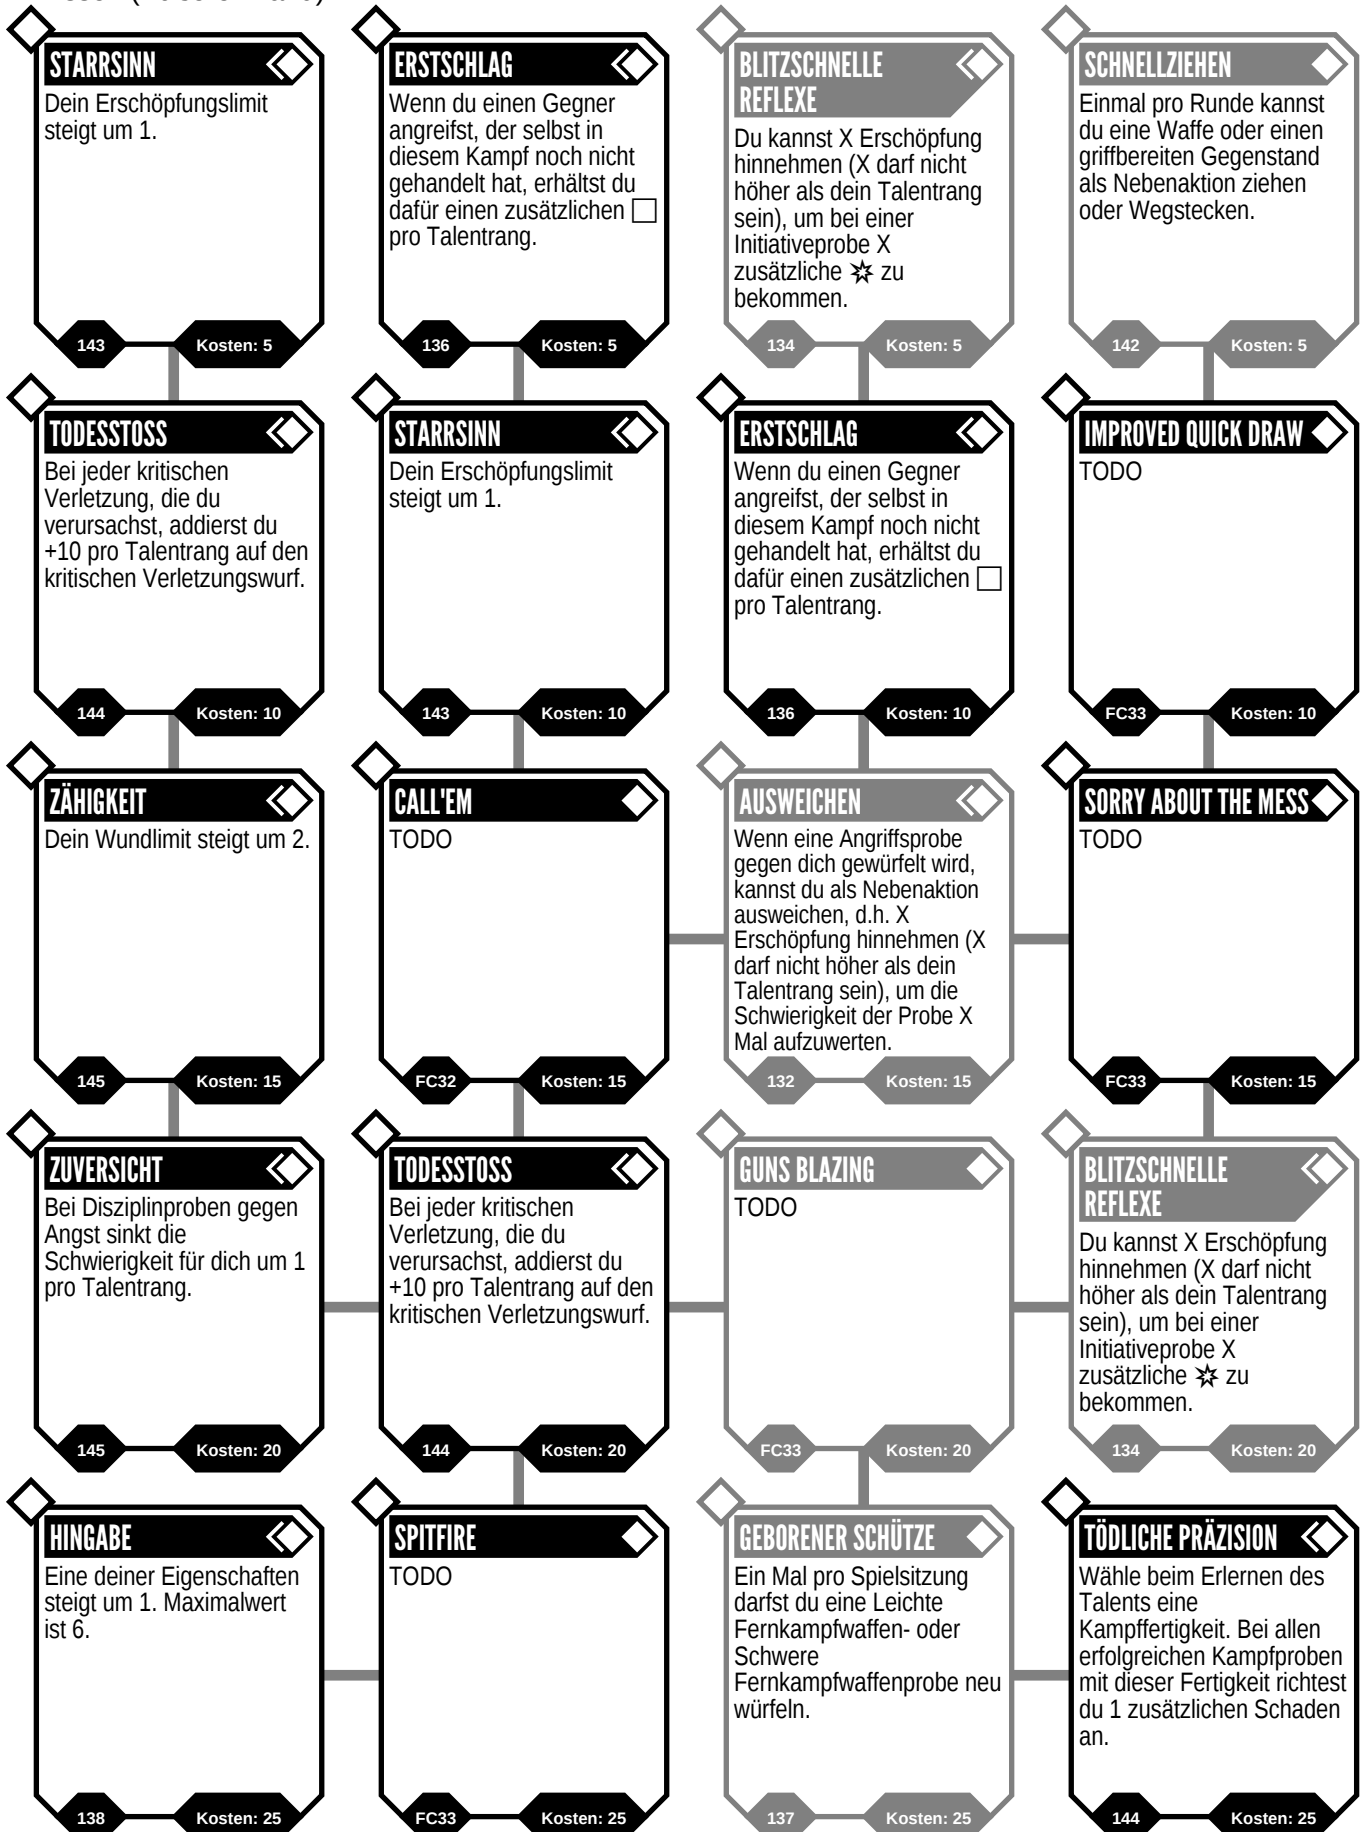 STARRSINN
Dein Erschöpfungslimit
steigt um 1.
143
Kosten: 5
ERSTSCHLAG
Wenn du einen Gegner
angreifst, der selbst in
diesem Kampf noch nicht
gehandelt hat, erhältst du
dafür einen zusätzlichen
pro Talentrang.
136
Kosten: 5
BLITZSCHNELLE
REFLEXE
Du kannst X Erschöpfung
hinnehmen (X darf nicht
höher als dein Talentrang
sein), um bei einer
Initiativeprobe X
zusätzliche zu
bekommen.
134
Kosten: 5
SCHNELLZIEHEN
Einmal pro Runde kannst
du eine Waffe oder einen
griffbereiten Gegenstand
als Nebenaktion ziehen
oder Wegstecken.
142
Kosten: 5
TODESSTOSS
Bei jeder kritischen
Verletzung, die du
verursachst, addierst du
+10 pro Talentrang auf den
kritischen Verletzungswurf.
144
Kosten: 10
STARRSINN
Dein Erschöpfungslimit
steigt um 1.
143
Kosten: 10
ERSTSCHLAG
Wenn du einen Gegner
angreifst, der selbst in
diesem Kampf noch nicht
gehandelt hat, erhältst du
dafür einen zusätzlichen
pro Talentrang.
136
Kosten: 10
IMPROVED QUICK DRAW
TODO
FC33
Kosten: 10
ZÄHIGKEIT
Dein Wundlimit steigt um 2.
145
Kosten: 15
CALL'EM
TODO
FC32
Kosten: 15
AUSWEICHEN
Wenn eine Angriffsprobe
gegen dich gewürfelt wird,
kannst du als Nebenaktion
ausweichen, d.h. X
Erschöpfung hinnehmen (X
darf nicht höher als dein
Talentrang sein), um die
Schwierigkeit der Probe X
Mal aufzuwerten.
132
Kosten: 15
SORRY ABOUT THE MESS
TODO
FC33
Kosten: 15
ZUVERSICHT
Bei Disziplinproben gegen
Angst sinkt die
Schwierigkeit für dich um 1
pro Talentrang.
145
Kosten: 20
TODESSTOSS
Bei jeder kritischen
Verletzung, die du
verursachst, addierst du
+10 pro Talentrang auf den
kritischen Verletzungswurf.
144
Kosten: 20
GUNS BLAZING
TODO
FC33
Kosten: 20
BLITZSCHNELLE
REFLEXE
Du kannst X Erschöpfung
hinnehmen (X darf nicht
höher als dein Talentrang
sein), um bei einer
Initiativeprobe X
zusätzliche zu
bekommen.
134
Kosten: 20
HINGABE
Eine deiner Eigenschaften
steigt um 1. Maximalwert
ist 6.
138
Kosten: 25
SPITFIRE
TODO
FC33
Kosten: 25
GEBORENER SCHÜTZE
Ein Mal pro Spielsitzung
darfst du eine Leichte
Fernkampfwaffen- oder
Schwere
Fernkampfwaffenprobe neu
würfeln.
137
Kosten: 25
TÖDLICHE PRÄZISION
Wähle beim Erlernen des
Talents eine
Kampffertigkeit. Bei allen
erfolgreichen Kampfproben
mit dieser Fertigkeit richtest
du 1 zusätzlichen Schaden
an.
144
Kosten: 25